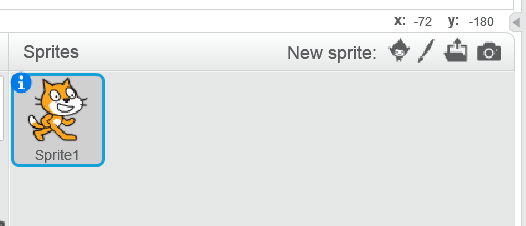 x: -72 y: -180
Sprites New sprite:
i
Sprite1